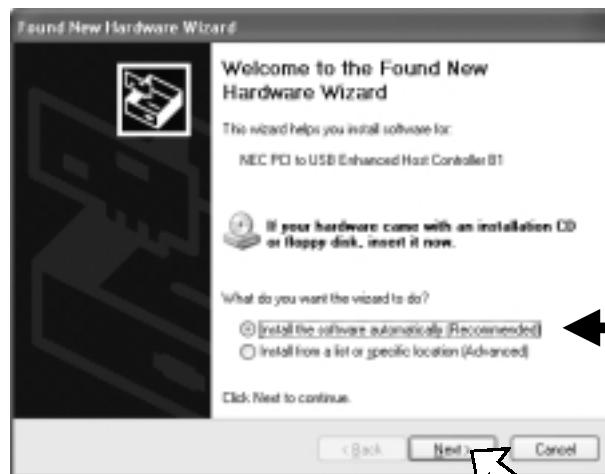 Found New Hardware Wizard
Welcome to the Found New
Hardware Wizard
This wizard helps you install software for:
NEC PCI to USB Enhanced Host Controller B1
If your hardware came with an installation CD
or floppy disk, insert it now.
What do you want the wizard to do?
Install the software automatically (Recommended)
Install from a list or specific location (Advanced)
Click Next to continue.
< Back
Next >
Cancel